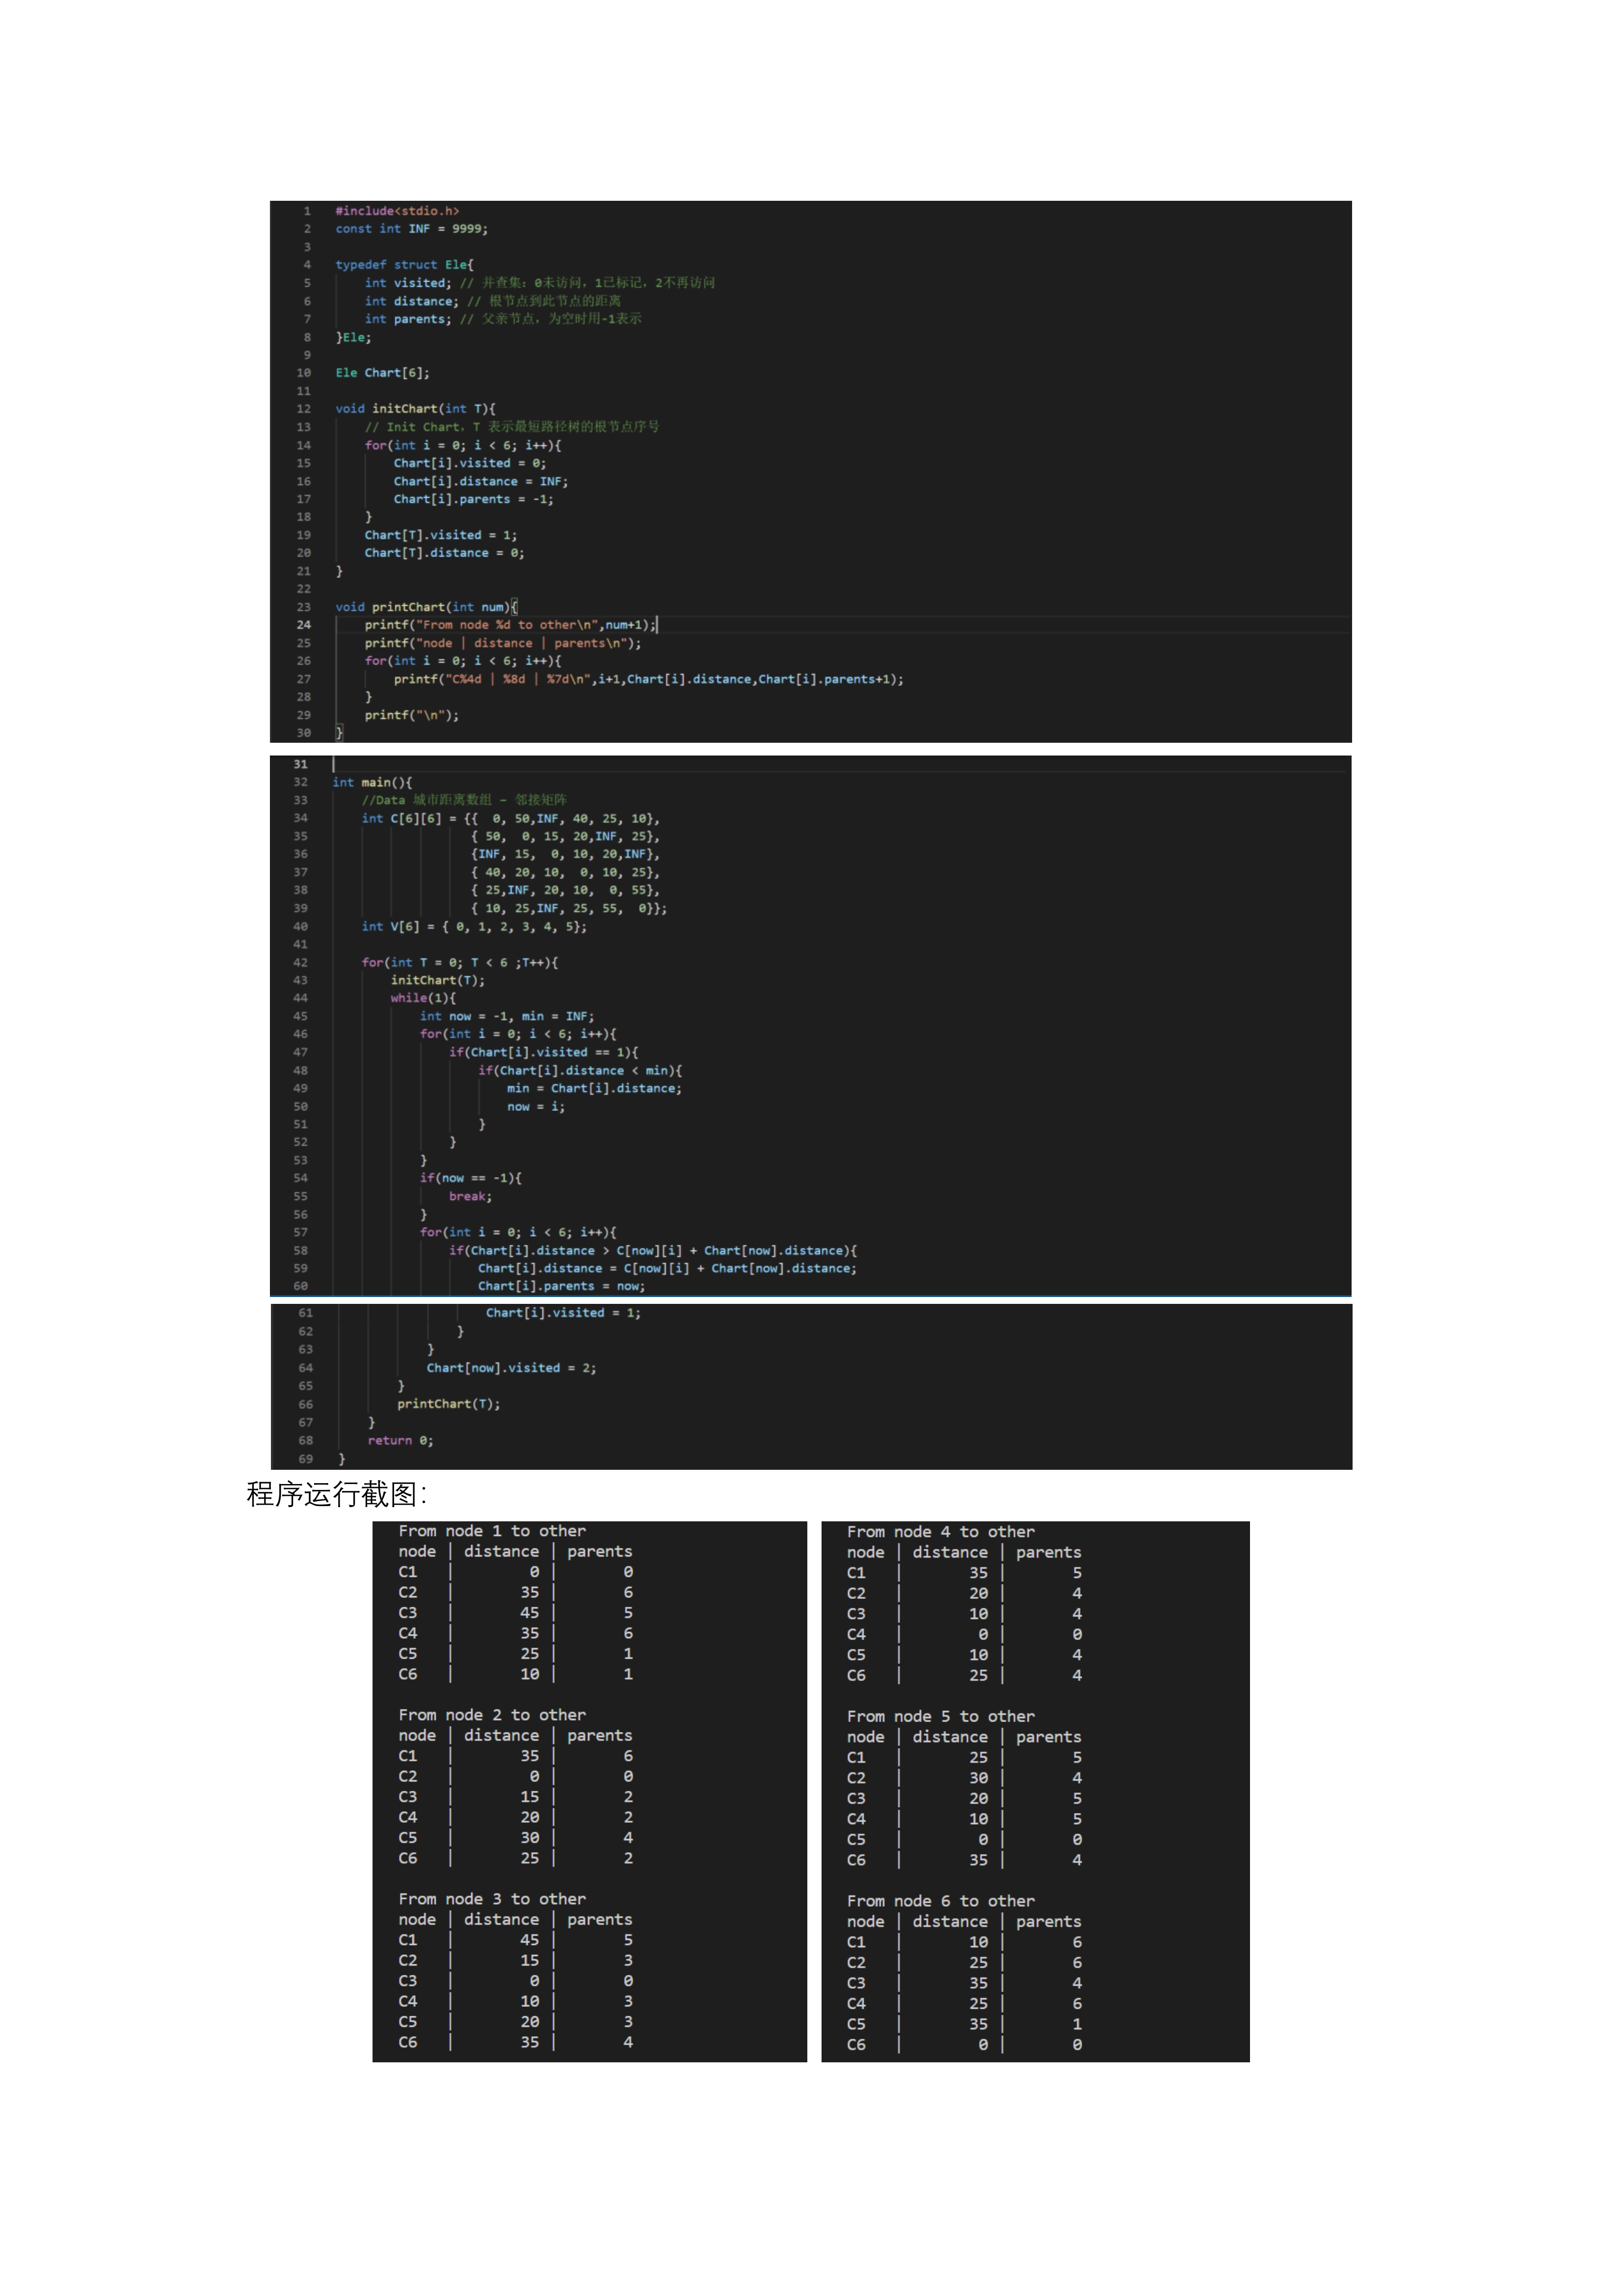 1 #include<stdio.h>
2 const int INF = 9999;
3
4 typedef struct Ele{
5 int visited; // 并查集：0未访问，1已标记，2不再访问
6 int distance; // 根节点到此节点的距离
7 int parents; // 父亲节点，为空时用-1表示
8 }Ele;
9
10 Ele Chart[6];
11
12 void initChart(int T){
13 // Init Chart，T 表示最短路径树的根节点序号
14 for(int i = 0; i < 6; i++){
15 Chart[i].visited = 0;
16 Chart[i].distance = INF;
17 Chart[i].parents = -1;
18 }
19 Chart[T].visited = 1;
20 Chart[T].distance = 0;
21 }
22
23 void printChart(int num){
24 printf("From node %d to other\n",num+1);
25 printf("node | distance | parents\n");
26 for(int i = 0; i < 6; i++){
27 printf("C%4d | %8d | %7d\n",i+1,Chart[i].distance,Chart[i].parents+1);
28 }
29 printf("\n");
30 }
31
32 int main(){
33 //Data 城市距离数组 - 邻接矩阵
34 int C[6][6] = {{ 0, 50,INF, 40, 25, 10},
35 { 50, 0, 15, 20,INF, 25},
36 {INF, 15, 0, 10, 20,INF},
37 { 40, 20, 10, 0, 10, 25},
38 { 25,INF, 20, 10, 0, 55},
39 { 10, 25,INF, 25, 55, 0}};
40 int V[6] = { 0, 1, 2, 3, 4, 5};
41
42 for(int T = 0; T < 6 ;T++){
43 initChart(T);
44 while(1){
45 int now = -1, min = INF;
46 for(int i = 0; i < 6; i++){
47 if(Chart[i].visited == 1){
48 if(Chart[i].distance < min){
49 min = Chart[i].distance;
50 now = i;
51 }
52 }
53 }
54 if(now == -1){
55 break;
56 }
57 for(int i = 0; i < 6; i++){
58 if(Chart[i].distance > C[now][i] + Chart[now].distance){
59 Chart[i].distance = C[now][i] + Chart[now].distance;
60 Chart[i].parents = now;
61 Chart[i].visited = 1;
62 }
63 }
64 Chart[now].visited = 2;
65 }
66 printChart(T);
67 }
68 return 0;
69 }
程序运行截图：
From node 1 to other
node | distance | parents
C1 | 0 | 0
C2 | 35 | 6
C3 | 45 | 5
C4 | 35 | 6
C5 | 25 | 1
C6 | 10 | 1
From node 2 to other
node | distance | parents
C1 | 35 | 6
C2 | 0 | 0
C3 | 15 | 2
C4 | 20 | 2
C5 | 30 | 4
C6 | 25 | 2
From node 3 to other
node | distance | parents
C1 | 45 | 5
C2 | 15 | 3
C3 | 0 | 0
C4 | 10 | 3
C5 | 20 | 3
C6 | 35 | 4
From node 4 to other
node | distance | parents
C1 | 35 | 5
C2 | 20 | 4
C3 | 10 | 4
C4 | 0 | 0
C5 | 10 | 4
C6 | 25 | 4
From node 5 to other
node | distance | parents
C1 | 25 | 5
C2 | 30 | 4
C3 | 20 | 5
C4 | 10 | 5
C5 | 0 | 0
C6 | 35 | 4
From node 6 to other
node | distance | parents
C1 | 10 | 6
C2 | 25 | 6
C3 | 35 | 4
C4 | 25 | 6
C5 | 35 | 1
C6 | 0 | 0